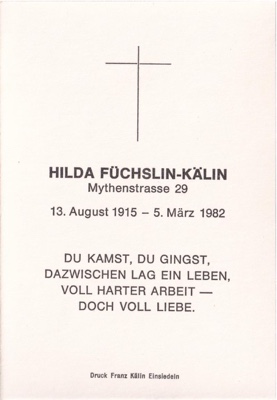 HILDA FÜCHSLIN-KÄLIN
Mythenstrasse 29
13. August 1915 – 5. März 1982
DU KAMST, DU GINGST,
DAZWISCHEN LAG EIN LEBEN,
VOLL HARTER ARBEIT —
DOCH VOLL LIEBE.
Druck Franz Kälin Einsiedeln